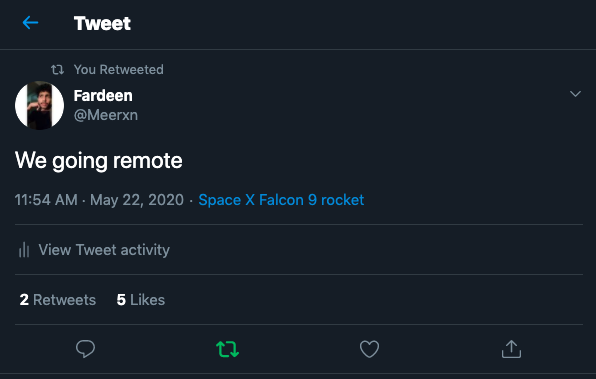 Tweet
You Retweeted
Fardeen
@Meerxn
We going remote
11:54 AM · May 22, 2020 · Space X Falcon 9 rocket
View Tweet activity
2 Retweets 5 Likes